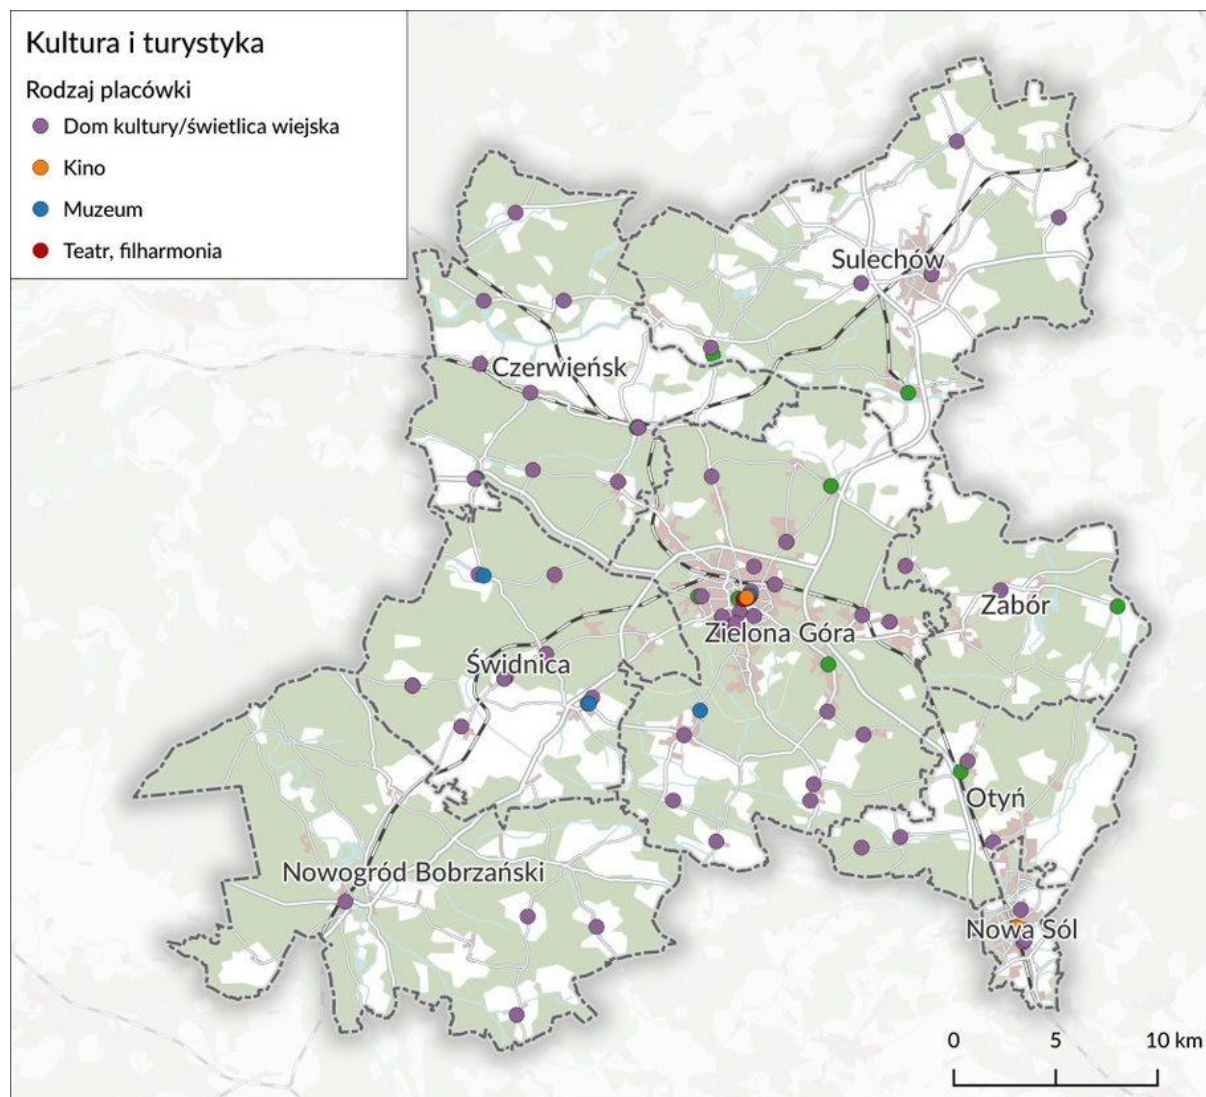 Kultura i turystyka
Rodzaj placówki
Dom kultury/świetlica wiejska
Kino
Muzeum
Teatr, filharmonia
Sulechów
Czerwieńsk
Zabór
Zielona Góra
Świdnica
Otyń
Nowogród Bobrzański
Nowa Sól
0 5 10 km